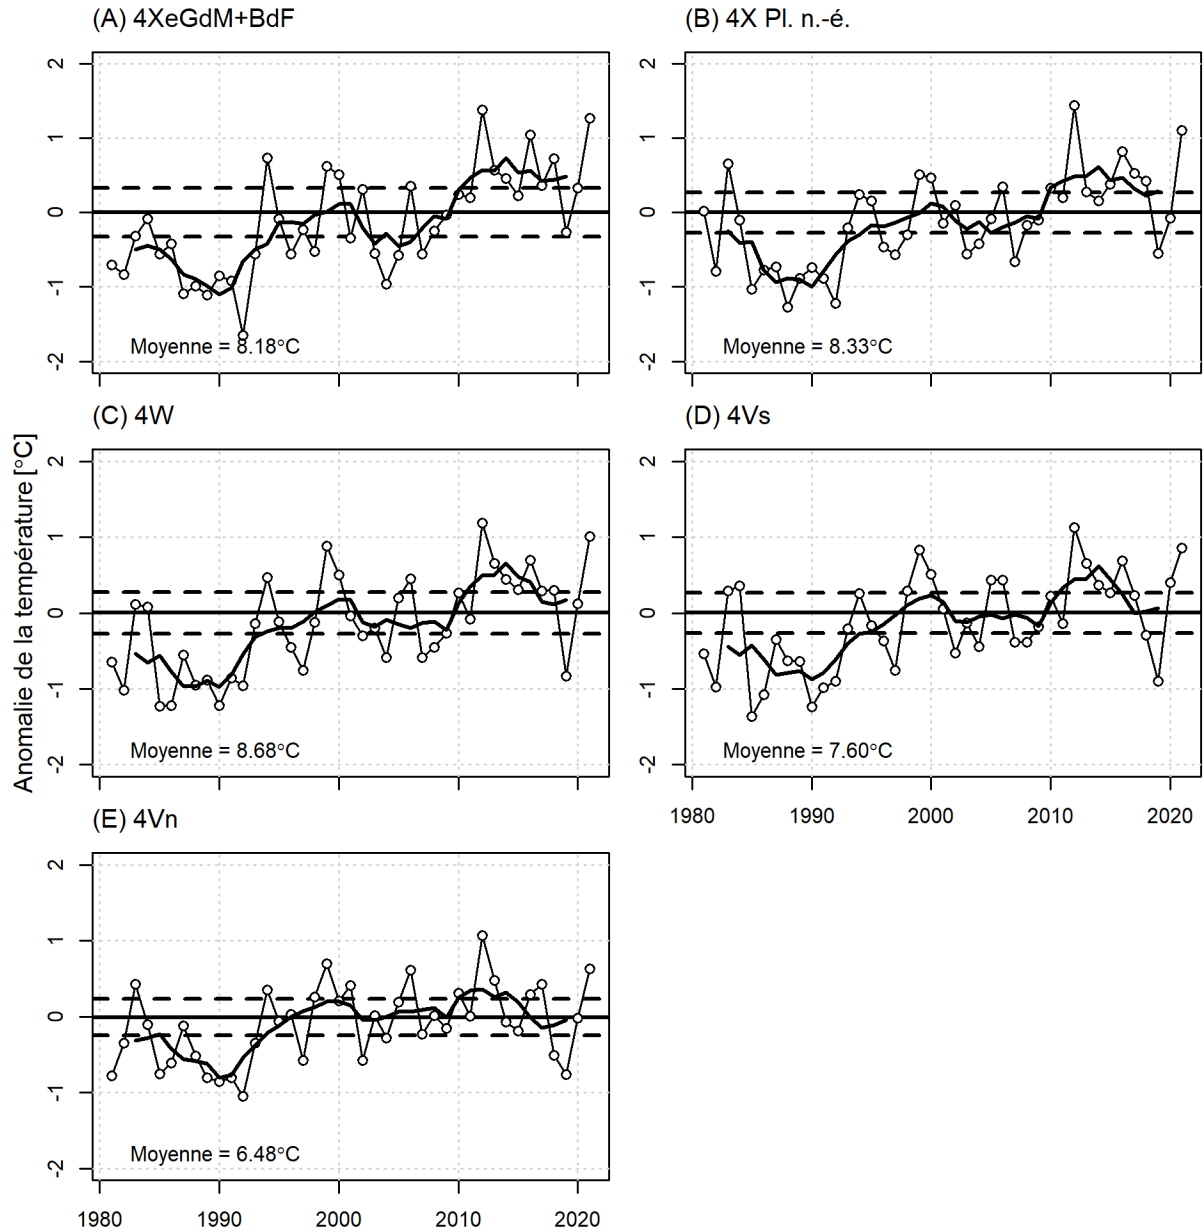 (A) 4XeGdM+BdF
2
1
0
-1
-2
Moyenne = 8.18°C
(B) 4X Pl. n.-é.
2
1
0
-1
-2
Moyenne = 8.33°C
Anomalie de la température [°C]
(C) 4W
2
1
0
-1
-2
Moyenne = 8.68°C
(D) 4Vs
2
1
0
-1
-2
Moyenne = 7.60°C
1980 1990 2000 2010 2020
(E) 4Vn
2
1
0
-1
-2
Moyenne = 6.48°C
1980 1990 2000 2010 2020